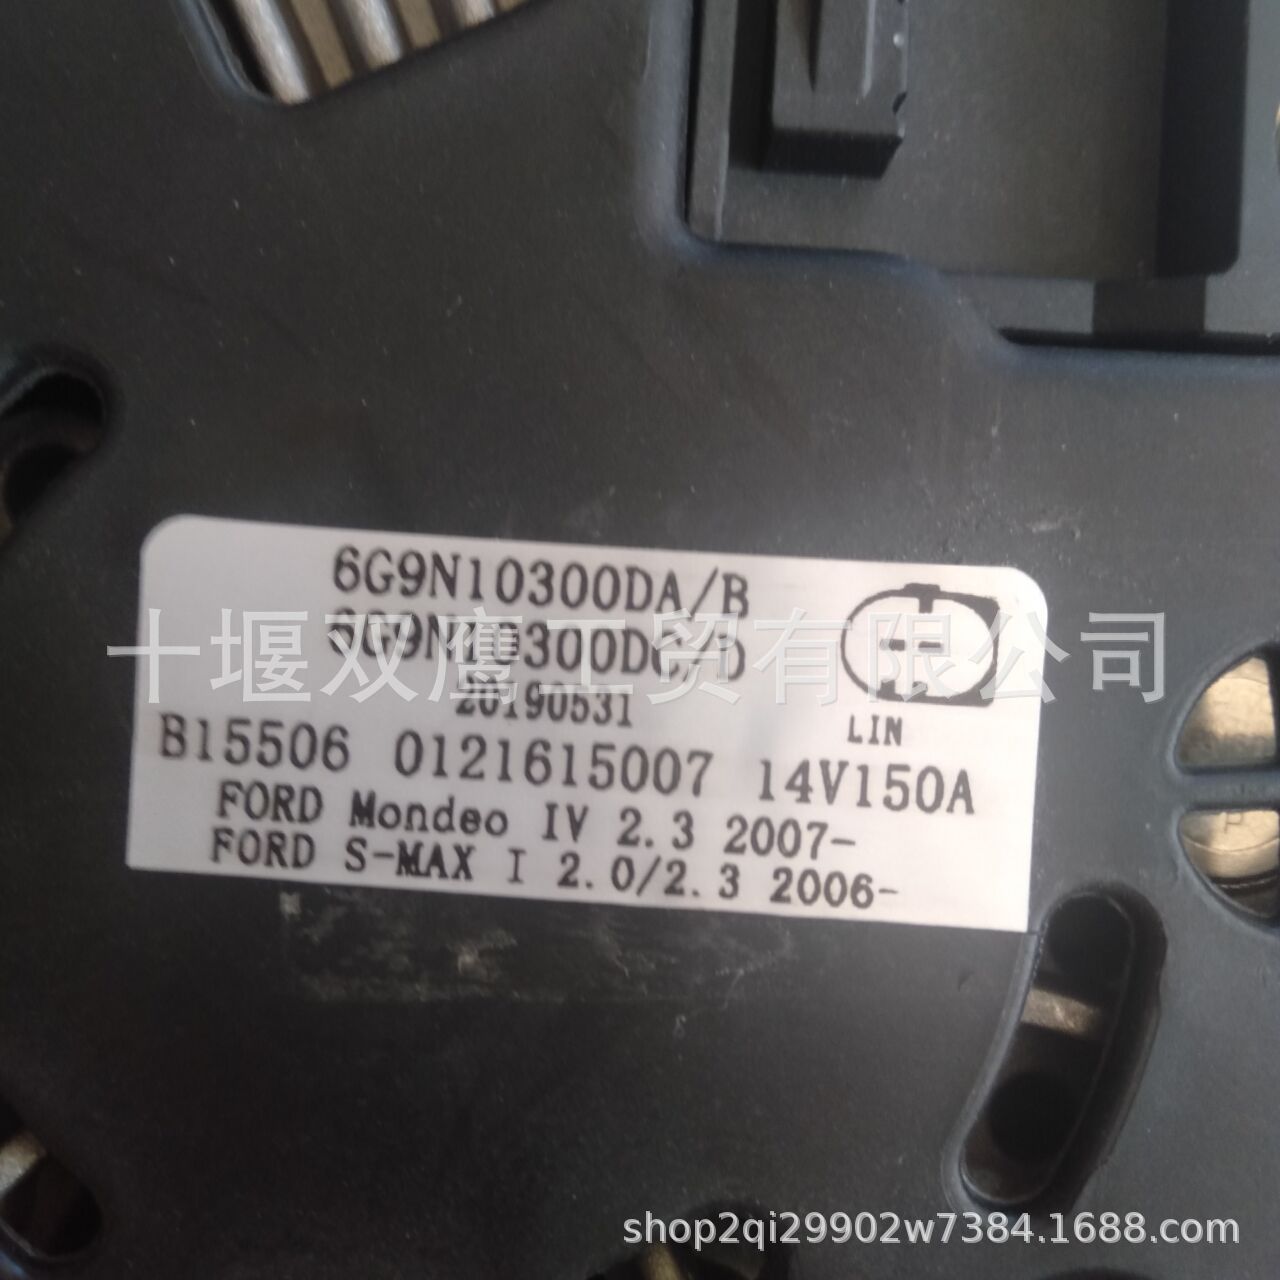 6G9N10300DA/B
6G9N10300DC/D
十堰双鹰工贸有限公司
20190531
LIN
B15506 0121615007 14V150A
FORD Mondeo IV 2.3 2007-
FORD S-MAX I 2.0/2.3 2006-
shop2qi29902w7384.1688.com